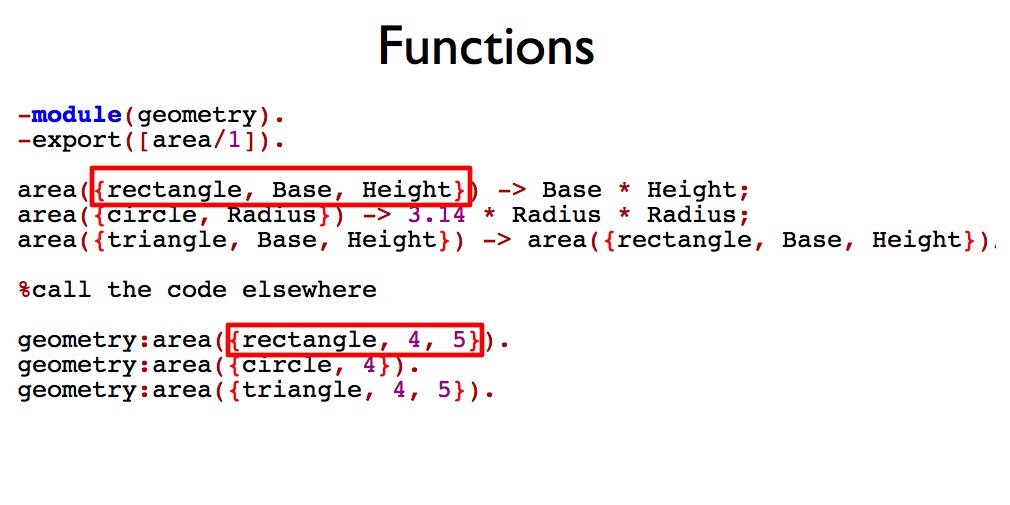 Functions
-module(geometry).
-export([area/1]).
area({rectangle, Base, Height}) -> Base * Height;
area({circle, Radius}) -> 3.14 * Radius * Radius;
area({triangle, Base, Height}) -> area({rectangle, Base, Height}).
%call the code elsewhere
geometry:area({rectangle, 4, 5}).
geometry:area({circle, 4}).
geometry:area({triangle, 4, 5}).